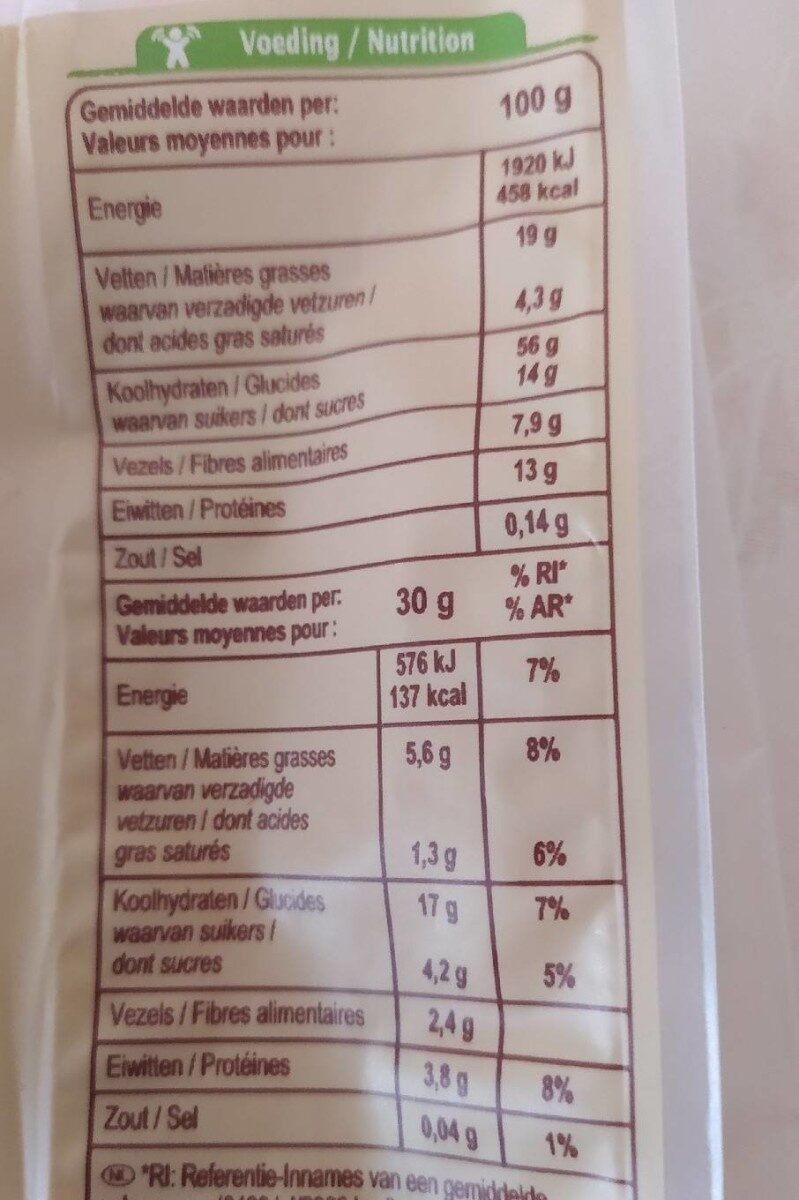 Voeding / Nutrition
Gemiddelde waarden per:
Valeurs moyennes pour :
100 g
Energie
1920 kJ
458 kcal
Vetten / Matières grasses
19 g
waarvan verzadigde vetzuren /
dont acides gras saturés
4,3 g
Koolhydraten / Glucides
56 g
waarvan suikers / dont sucres
14 g
Vezels / Fibres alimentaires
7,9 g
Eiwitten / Protéines
13 g
Zout / Sel
0,14 g
Gemiddelde waarden per:
Valeurs moyennes pour :
30 g
% RI*
% AR*
Energie
576 kJ
137 kcal
7%
Vetten / Matières grasses
5,6 g
8%
waarvan verzadigde
vetzuren / dont acides
gras saturés
1,3 g
6%
Koolhydraten / Glucides
17 g
7%
waarvan suikers /
dont sucres
4,2 g
5%
Vezels / Fibres alimentaires
2,4 g
Eiwitten / Protéines
3,8 g
8%
Zout / Sel
0,04 g
1%
NL *RI: Referentie-Innames van een gemiddelde